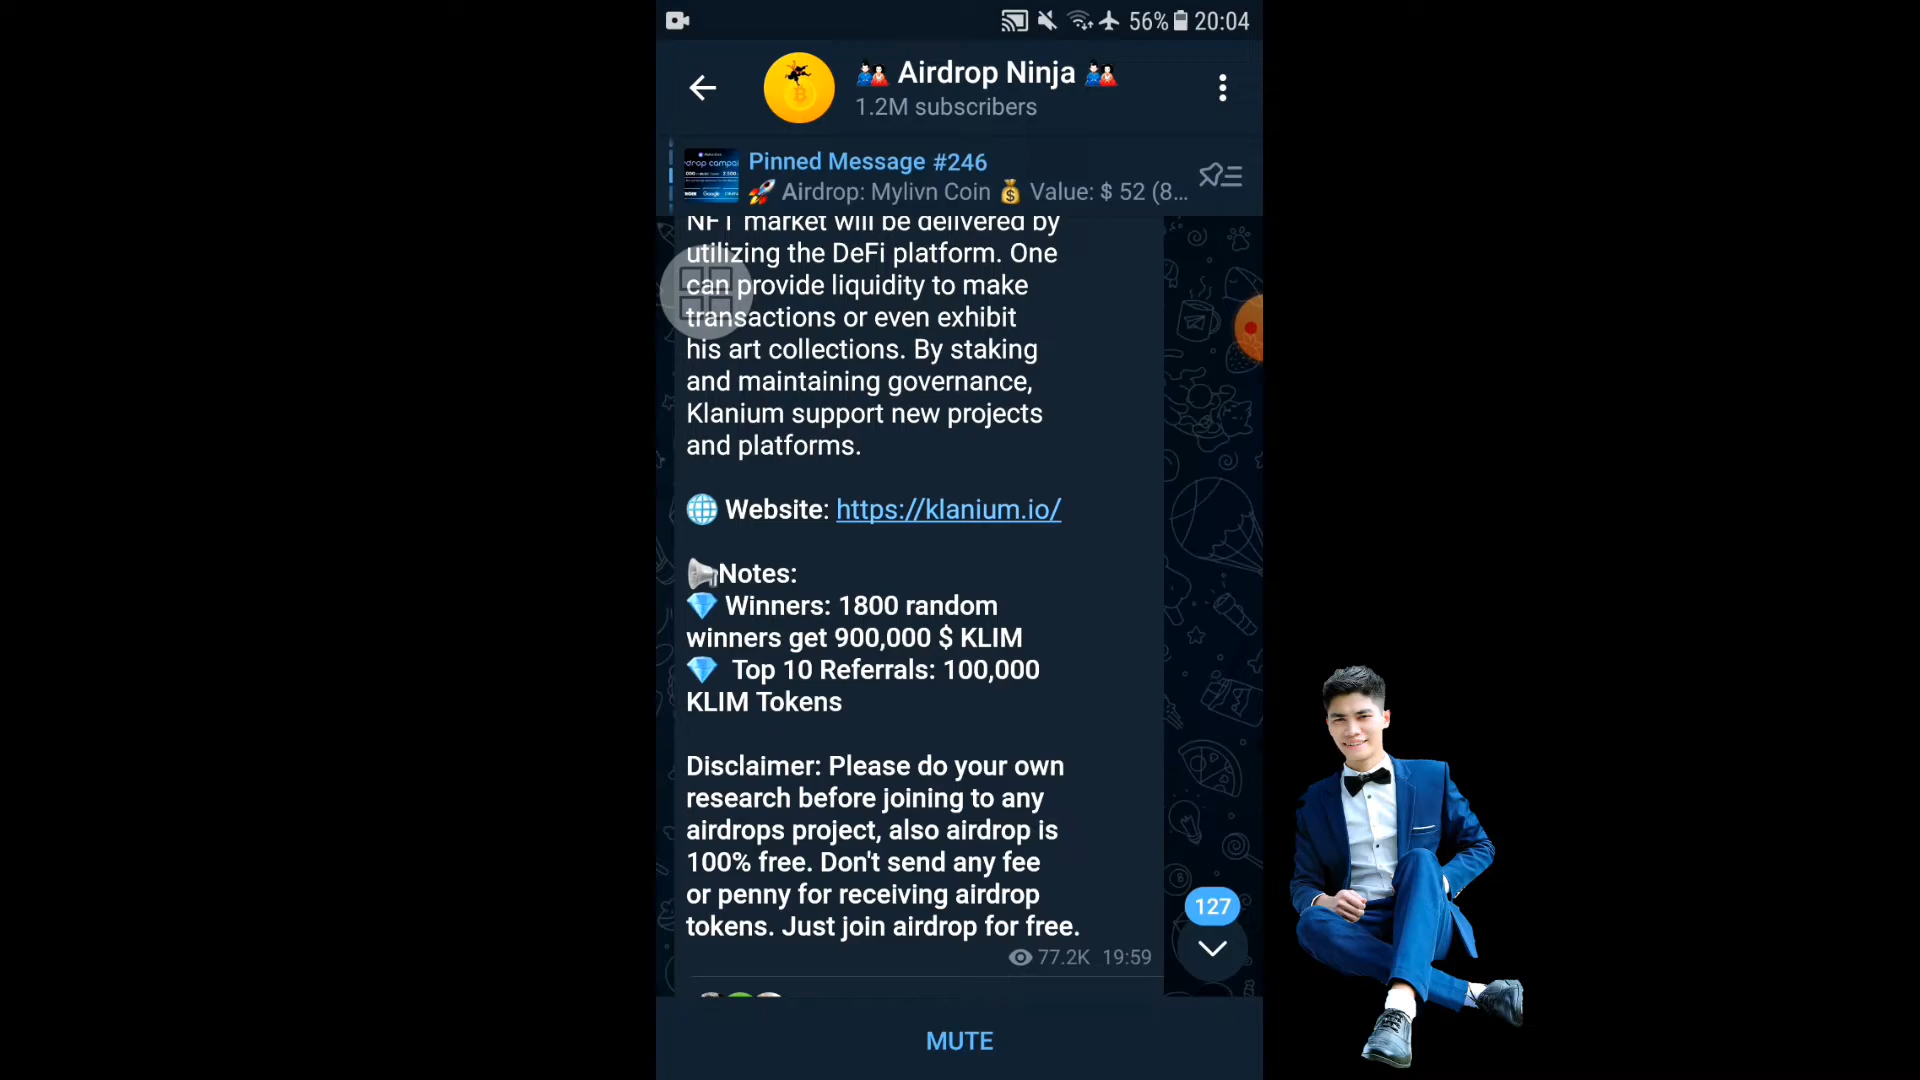 56% 20:04
Airdrop Ninja
1.2M subscribers
Pinned Message #246
Airdrop: Mylivn Coin 💰 Value: $ 52 (8...
NFT market will be delivered by
utilizing the DeFi platform. One
can provide liquidity to make
transactions or even exhibit
his art collections. By staking
and maintaining governance,
Klanium support new projects
and platforms.
Website: https://klanium.io/
Notes:
Winners: 1800 random
winners get 900,000 $ KLIM
Top 10 Referrals: 100,000
KLIM Tokens
Disclaimer: Please do your own
research before joining to any
airdrops project, also airdrop is
100% free. Don't send any fee
or penny for receiving airdrop
tokens. Just join airdrop for free.
77.2K 19:59
127
MUTE